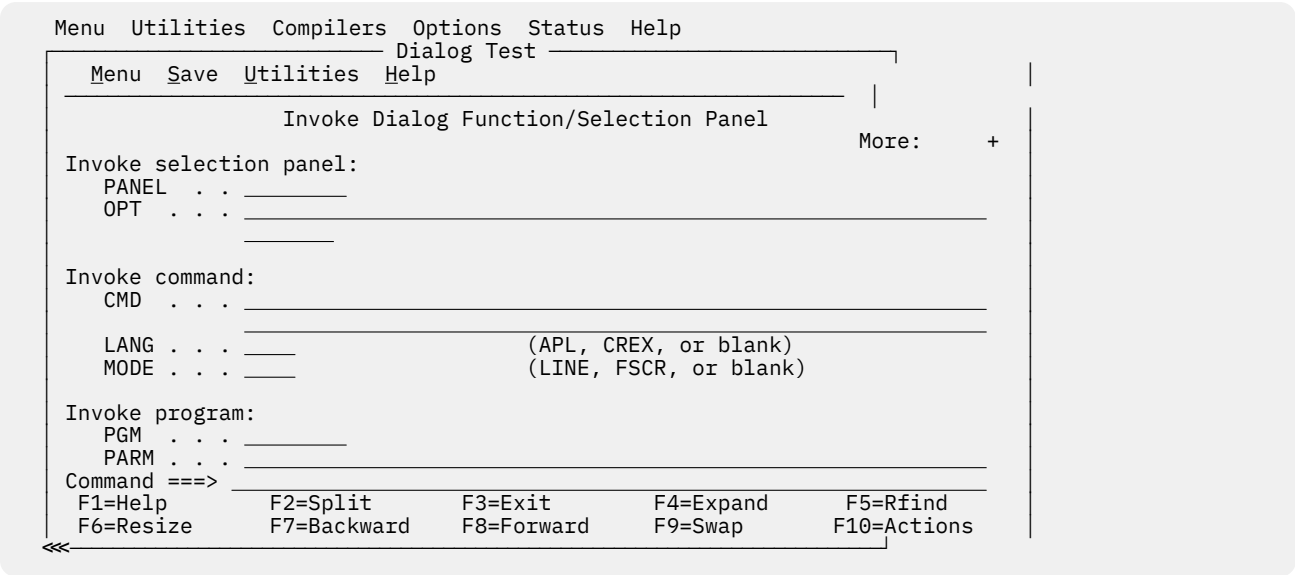 Menu Utilities Compilers Options Status Help
Dialog Test
Menu Save Utilities Help
Invoke Dialog Function/Selection Panel
More: +
Invoke selection panel:
PANEL . .
OPT . . .
Invoke command:
CMD . . .
LANG . . . (APL, CREX, or blank)
MODE . . . (LINE, FSCR, or blank)
Invoke program:
PGM . . .
PARM . . .
Command ===>
F1=Help F2=Split F3=Exit F4=Expand F5=Rfind
F6=Resize F7=Backward F8=Forward F9=Swap F10=Actions
<<<